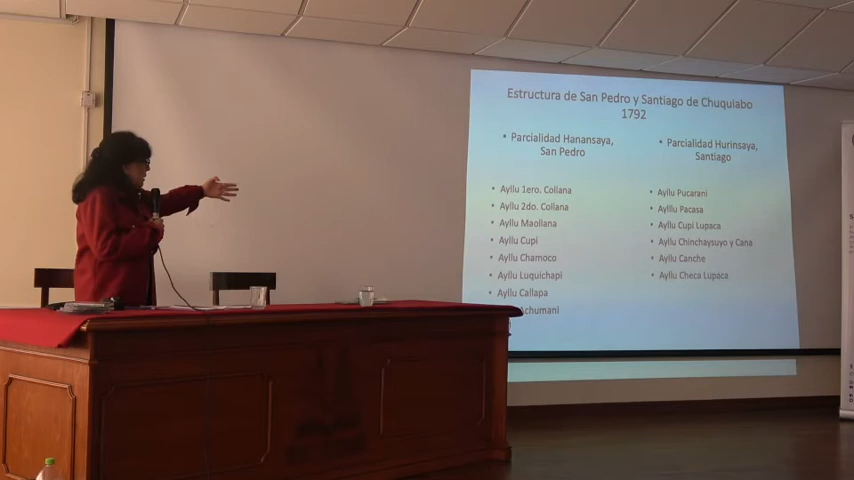 Estructura de San Pedro y Santiago de Chuquiabo
1792
• Parcialidad Hanansaya,
San Pedro
• Ayllu 1ero. Collana
• Ayllu 2do. Collana
• Ayllu Maollana
• Ayllu Cupi
• Ayllu Chamoco
• Ayllu Luquichapi
• Ayllu Callapa
Achumani
• Parcialidad Hurinsaya,
Santiago
• Ayllu Pucarani
• Aylllu Pacasa
• Ayllu Cupi Lupaca
• Ayllu Chinchaysuyo y Cana
• Ayllu Canche
• Ayllu Checa Lupaca